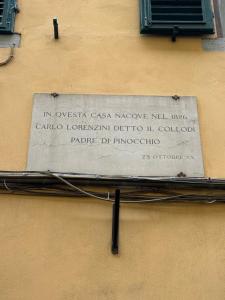 IN QVESTA CASA NACQVE NEL 1826
CARLO LORENZINI DETTO IL COLLODI
PADRE DI PINOCCHIO
25 OTTOBRE